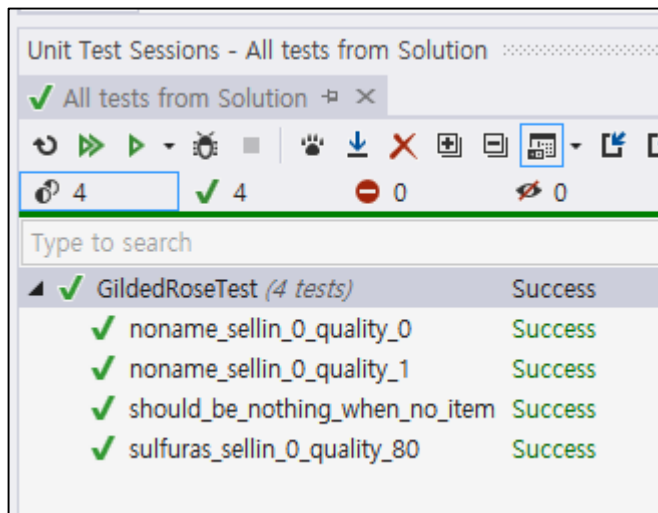 Unit Test Sessions - All tests from Solution
All tests from Solution
4 4 0 0
Type to search
GildedRoseTest (4 tests) Success
noname_sellin_0_quality_0 Success
noname_sellin_0_quality_1 Success
should_be_nothing_when_no_item Success
sulfuras_sellin_0_quality_80 Success